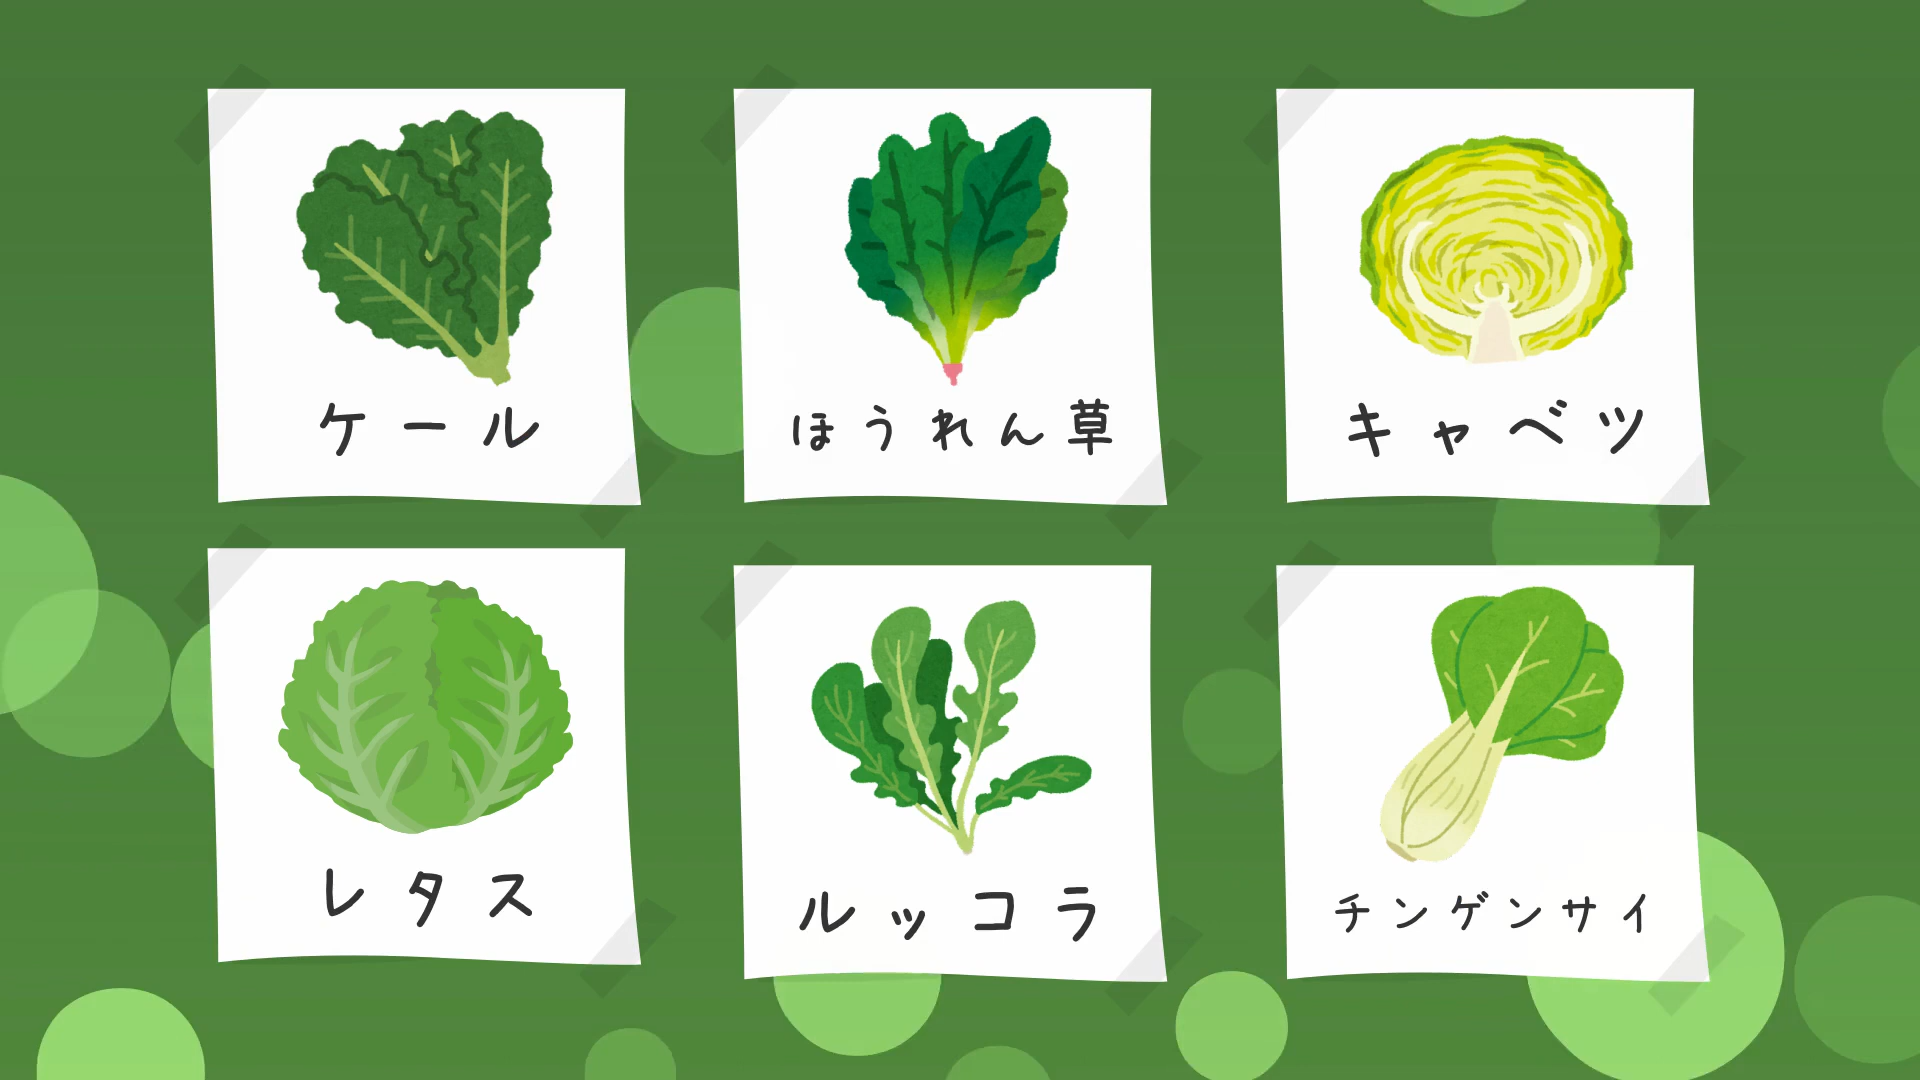 ケール
ほうれん草
キャベツ
レタス
ルッコラ
チンゲンサイ